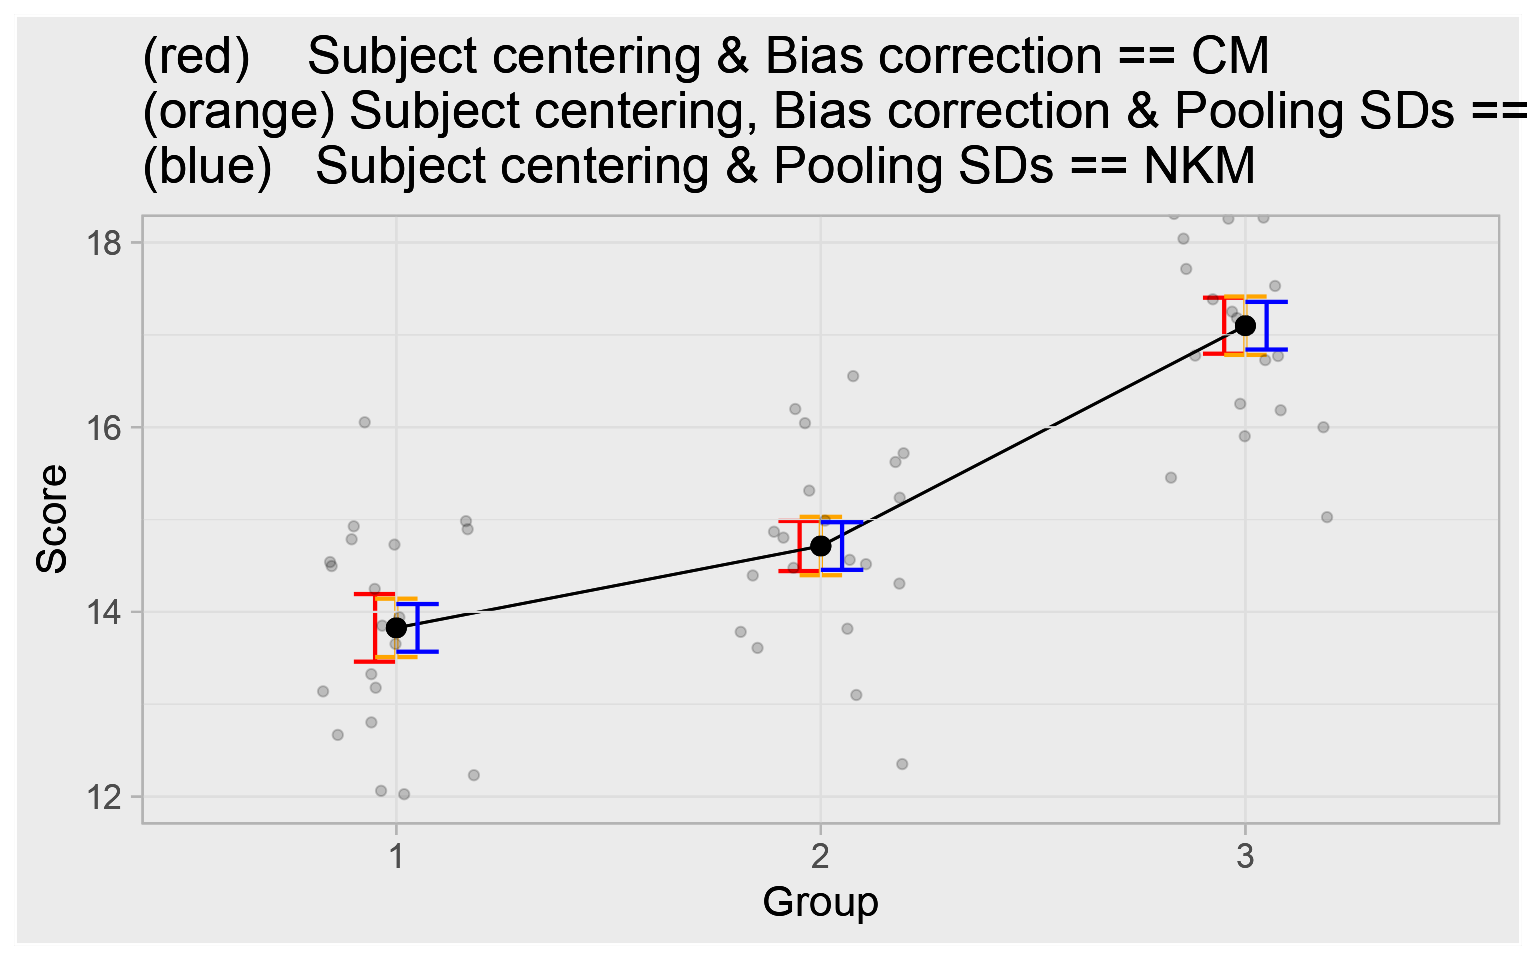 (red)    Subject centering & Bias correction == CM
(orange) Subject centering, Bias correction & Pooling SDs ==
(blue)   Subject centering & Pooling SDs == NKM
18
16
14
12
Score
1 2 3
Group